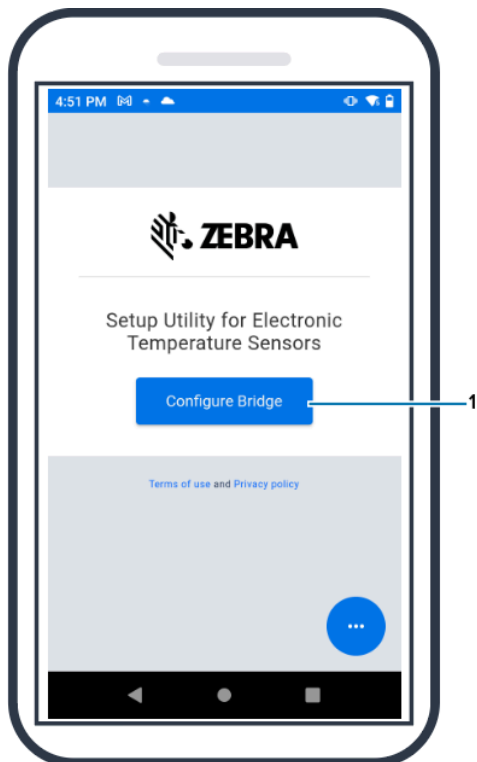 4:51 PM
ZEBRA
Setup Utility for Electronic
Temperature Sensors
Configure Bridge
1
Terms of use and Privacy policy